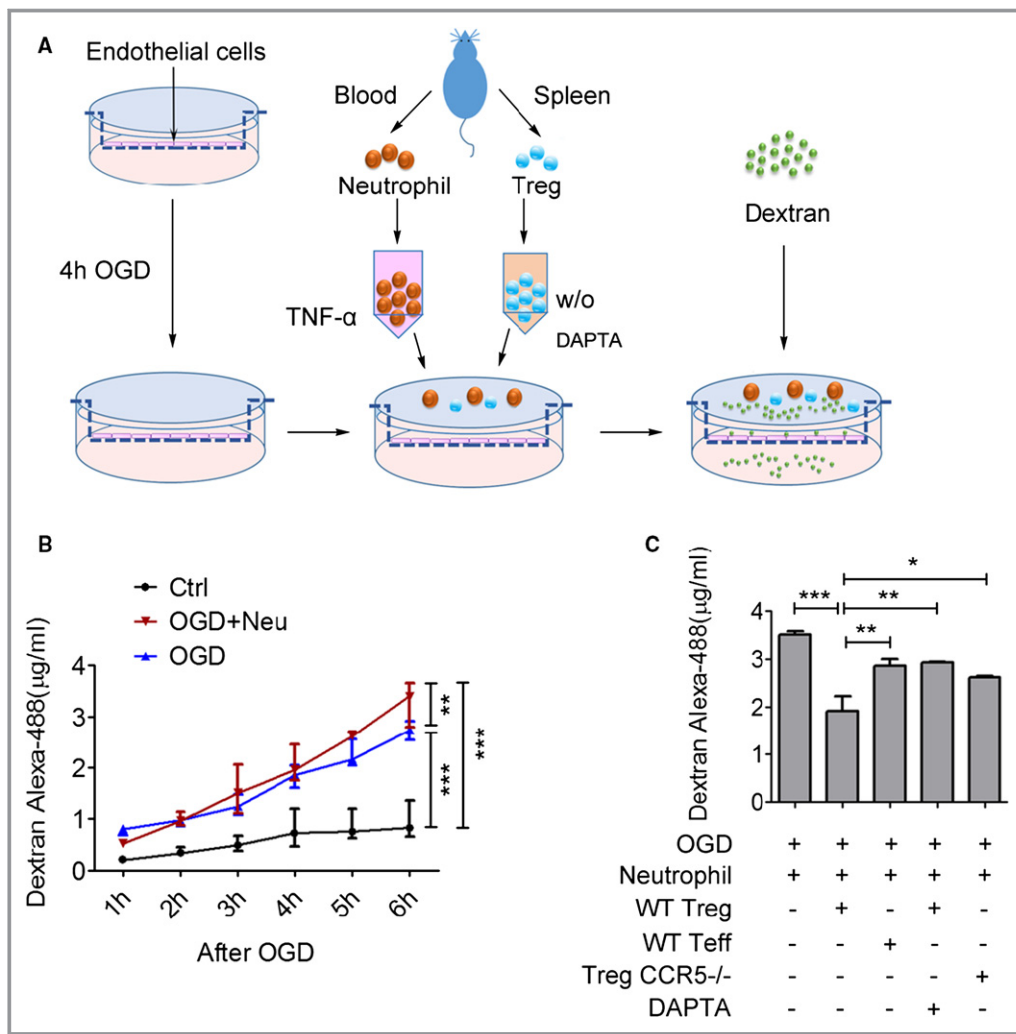 A
Endothelial cells
Blood
Spleen
Neutrophil
Treg
Dextran
4h OGD
TNF-α
w/o
DAPTA
B
Ctrl
OGD+Neu
OGD
Dextran Alexa-488(μg/ml)
4
3
2
1
0
**
***
***
1h
2h
3h
4h
5h
6h
After OGD
C
Dextran Alexa-488(μg/ml)
*
***
**
**
4
3
2
1
0
OGD + + + + +
Neutrophil + + + + +
WT Treg - + - + -
WT Teff - - + - -
Treg CCR5-/- - - - - +
DAPTA - - - + -